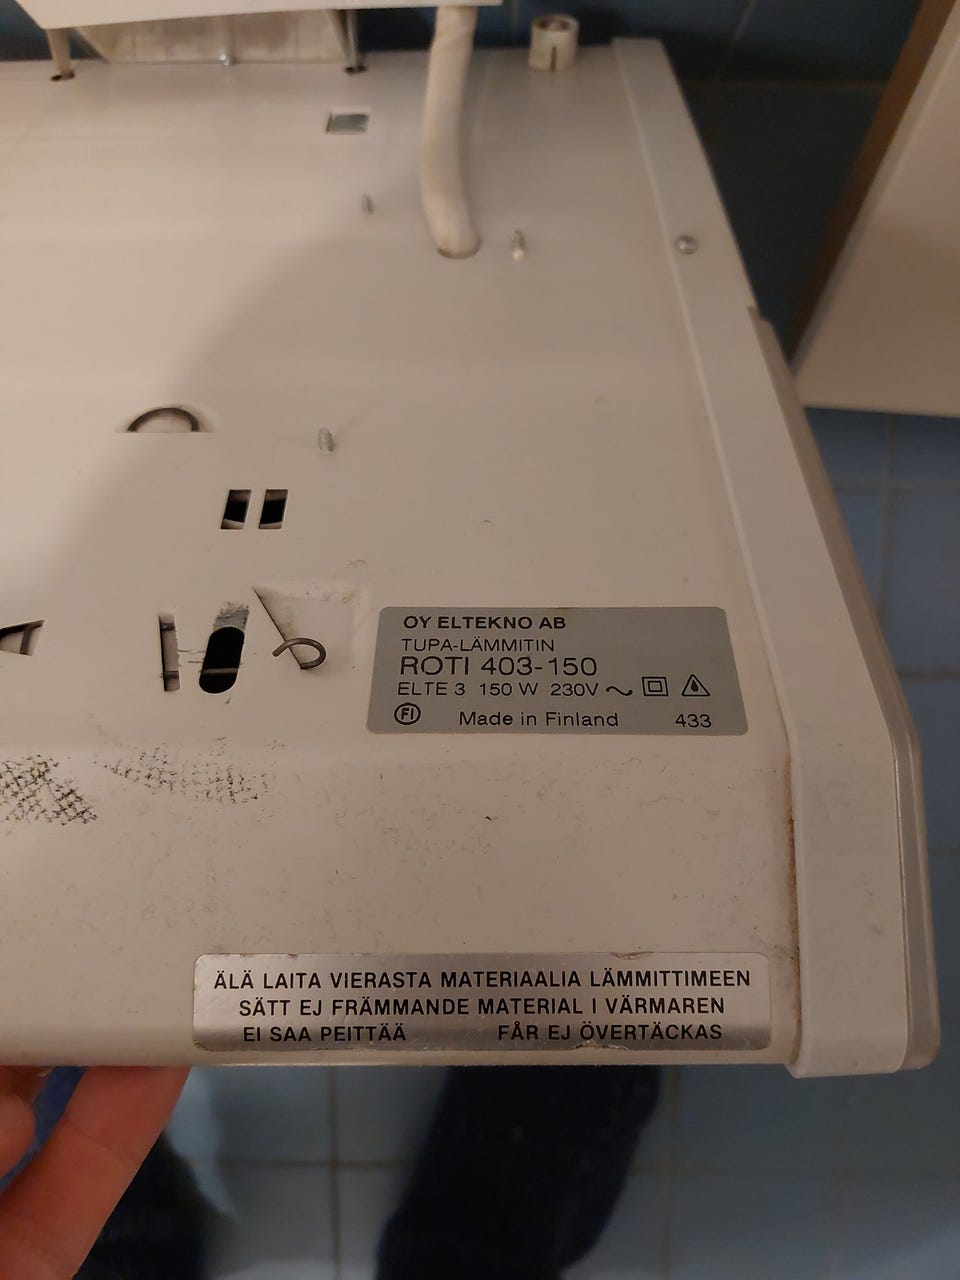 OY ELTEKNO AB
TUPA-LÄMMITIN
ROTI 403-150
ELTE 3 150 W 230V
FI Made in Finland 433
ÄLÄ LAITA VIERASTA MATERIAALIA LÄMMITTIMEEN
SÄTT EJ FRÄMMANDE MATERIAL I VÄRMAREN
EI SAA PEITTÄÄ FÅR EJ ÖVERTÄCKAS